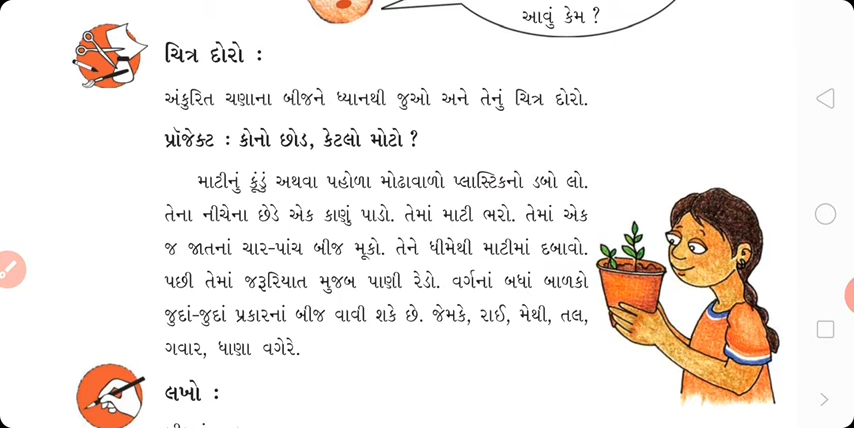 આવું કેમ ?
ચિત્ર દોરો :
અંકુરિત ચણાના બીજને ધ્યાનથી જુઓ અને તેનું ચિત્ર દોરો.
પ્રૉજેક્ટ : કોનો છોડ, કેટલો મોટો ?
માટીનું કૂંડું અથવા પહોળા મોઢાવાળો પ્લાસ્ટિકનો ડબો લો.
તેના નીચેના છેડે એક કાણું પાડો. તેમાં માટી ભરો. તેમાં એક
જ જાતનાં ચાર-પાંચ બીજ મૂકો. તેને ધીમેથી માટીમાં દબાવો.
પછી તેમાં જરૂરિયાત મુજબ પાણી રેડો. વર્ગનાં બધાં બાળકો
જુદાં-જુદાં પ્રકારનાં બીજ વાવી શકે છે. જેમકે, રાઈ, મેથી, તલ,
ગવાર, ધાણા વગેરે.
લખો :